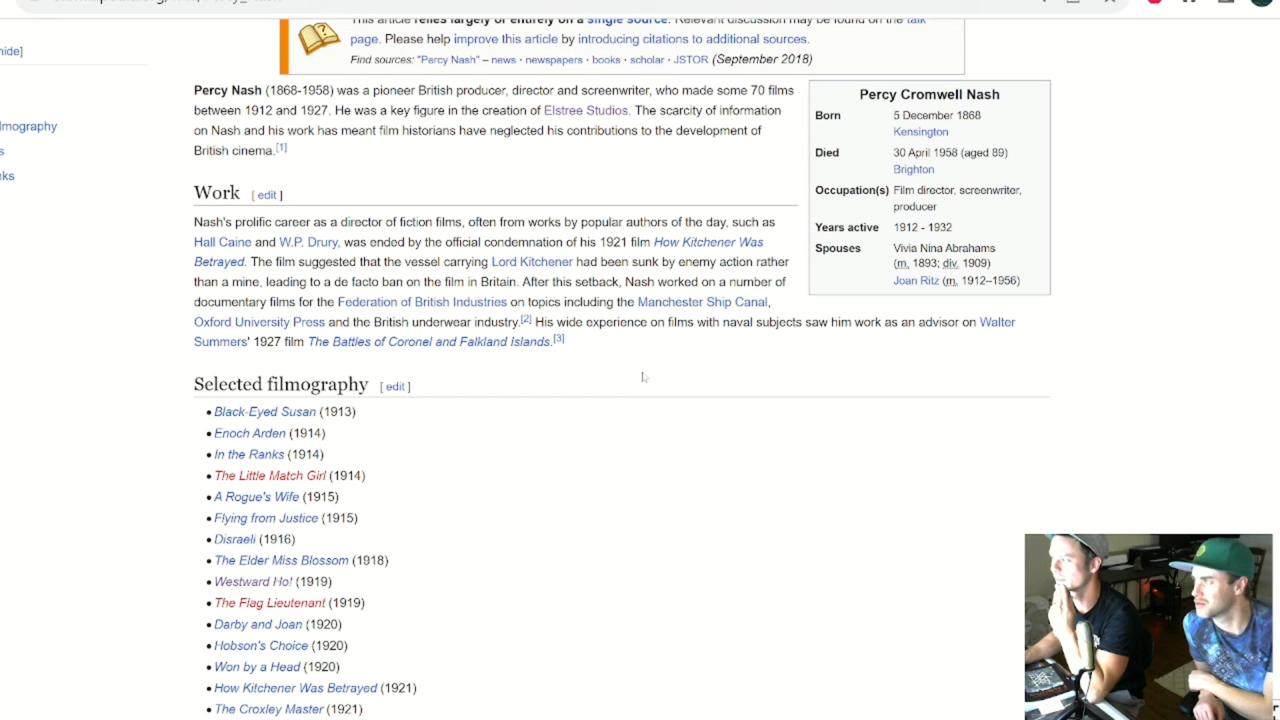 This article relies largely or entirely on a single source. Relevant discussion may be found on the talk
page. Please help improve this article by introducing citations to additional sources.
Find sources: "Percy Nash" – news · newspapers · books · scholar · JSTOR (September 2018)
hide]
Percy Nash (1868-1958) was a pioneer British producer, director and screenwriter, who made some 70 films
between 1912 and 1927. He was a key figure in the creation of Elstree Studios. The scarcity of information
on Nash and his work has meant film historians have neglected his contributions to the development of
British cinema.[1]
lmography
s
ks
Percy Cromwell Nash
Born 5 December 1868
Kensington
Died 30 April 1958 (aged 89)
Brighton
Occupation(s) Film director, screenwriter,
producer
Years active 1912 - 1932
Spouses Vivia Nina Abrahams
(m. 1893; div. 1909)
Joan Ritz (m. 1912–1956)
Work [ edit ]
Nash's prolific career as a director of fiction films, often from works by popular authors of the day, such as
Hall Caine and W.P. Drury, was ended by the official condemnation of his 1921 film How Kitchener Was
Betrayed. The film suggested that the vessel carrying Lord Kitchener had been sunk by enemy action rather
than a mine, leading to a de facto ban on the film in Britain. After this setback, Nash worked on a number of
documentary films for the Federation of British Industries on topics including the Manchester Ship Canal,
Oxford University Press and the British underwear industry.[2] His wide experience on films with naval subjects saw him work as an advisor on Walter
Summers' 1927 film The Battles of Coronel and Falkland Islands.[3]
Selected filmography [ edit ]
• Black-Eyed Susan (1913)
• Enoch Arden (1914)
• In the Ranks (1914)
• The Little Match Girl (1914)
• A Rogue's Wife (1915)
• Flying from Justice (1915)
• Disraeli (1916)
• The Elder Miss Blossom (1918)
• Westward Ho! (1919)
• The Flag Lieutenant (1919)
• Darby and Joan (1920)
• Hobson's Choice (1920)
• Won by a Head (1920)
• How Kitchener Was Betrayed (1921)
• The Croxley Master (1921)